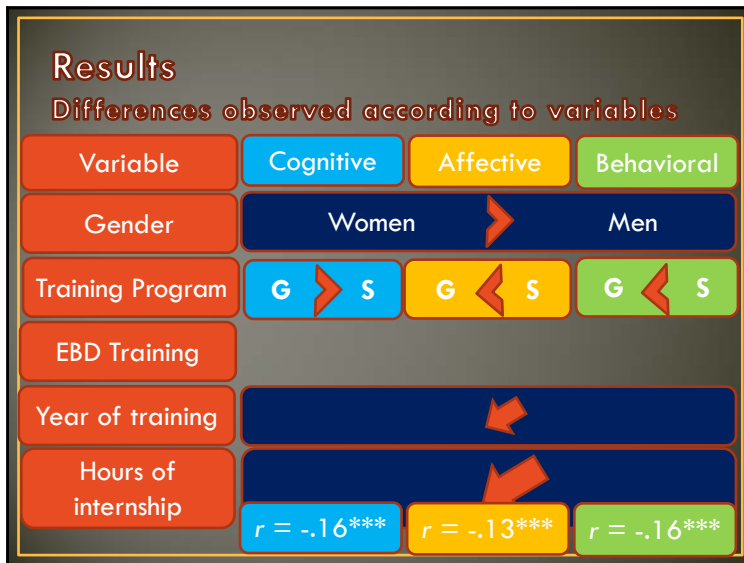 Results
Differences observed according to variables
Variable Cognitive Affective Behavioral
Gender Women Men
Training Program G S G S G S
EBD Training
Year of training
Hours of
internship
r = -.16*** r = -.13*** r = -.16***